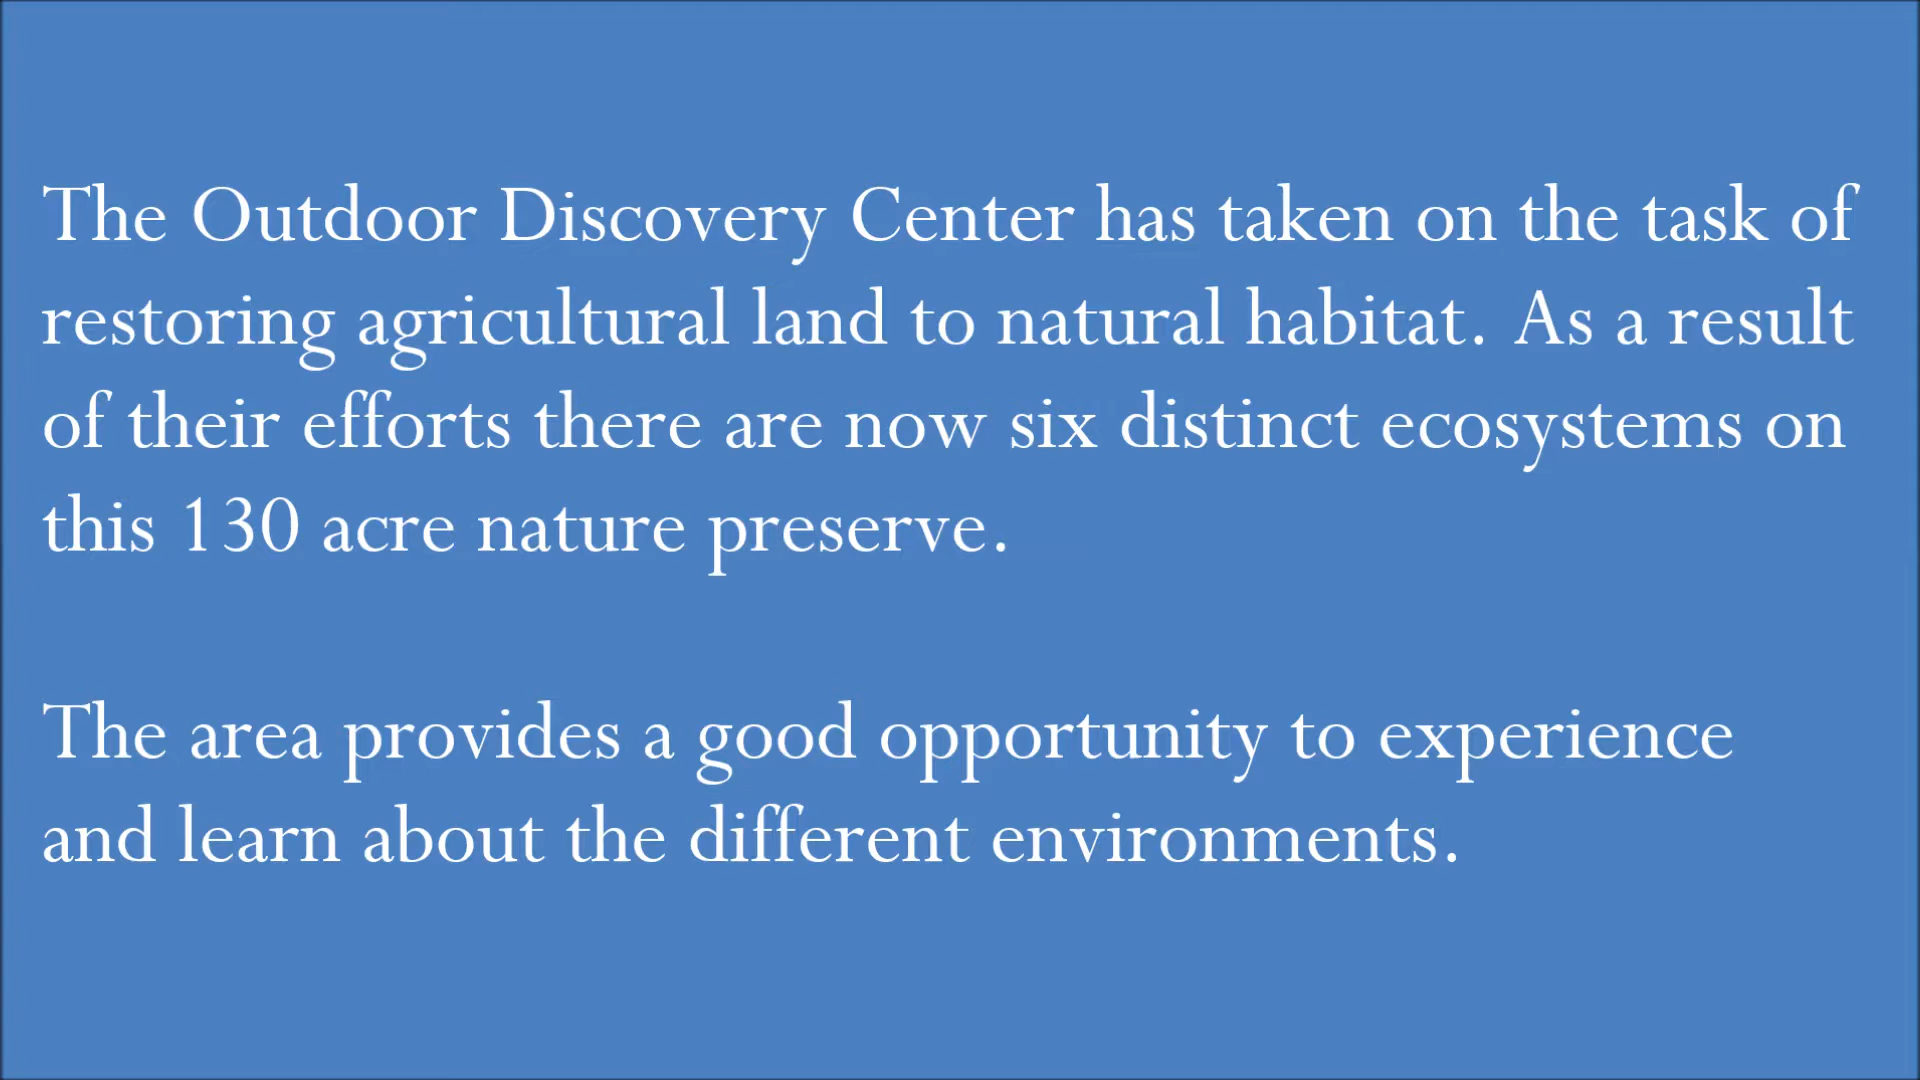 The Outdoor Discovery Center has taken on the task of
restoring agricultural land to natural habitat. As a result
of their efforts there are now six distinct ecosystems on
this 130 acre nature preserve.
The area provides a good opportunity to experience
and learn about the different environments.